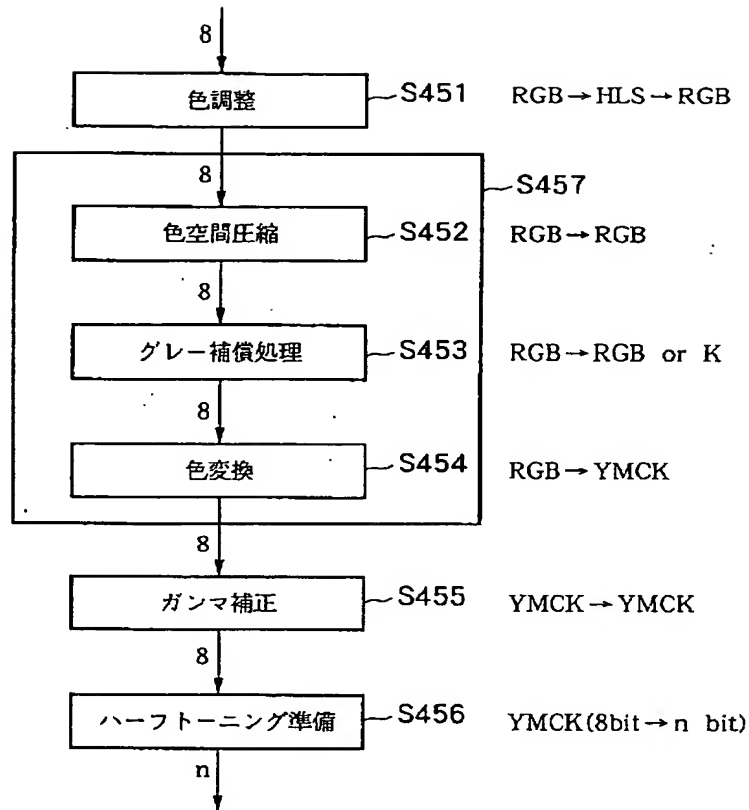 8
色調整 S451 RGB→HLS→RGB
8 S457
色空間圧縮 S452 RGB→RGB
8
グレー補償処理 S453 RGB→RGB or K
8
色変換 S454 RGB→YMCK
8
ガンマ補正 S455 YMCK→YMCK
8
ハーフトーニング準備 S456 YMCK(8bit→n bit)
n